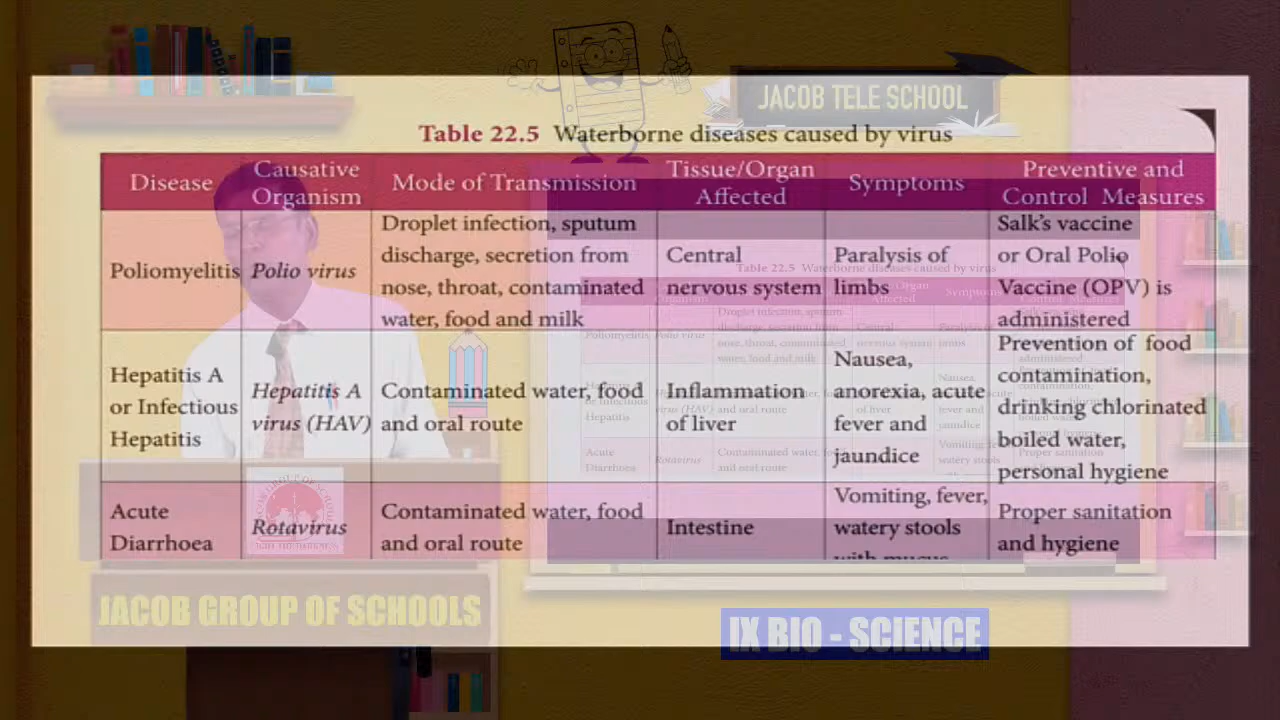 JACOB TELE SCHOOL
Table 22.5 Waterborne diseases caused by virus
Disease
Causative
Organism
Mode of Transmission
Tissue/Organ
Affected
Symptoms
Preventive and
Control Measures
Poliomyelitis
Polio virus
Droplet infection, sputum
discharge, secretion from
nose, throat, contaminated
water, food and milk
Central
nervous system
Paralysis of
limbs
Salk's vaccine
or Oral Polio
Vaccine (OPV) is
administered
Hepatitis A
or Infectious
Hepatitis
Hepatitis A
virus (HAV)
Contaminated water, food
and oral route
Inflammation
of liver
Nausea,
anorexia, acute
fever and
jaundice
Prevention of food
contamination,
drinking chlorinated
boiled water,
personal hygiene
Acute
Diarrhoea
Rotavirus
Contaminated water, food
and oral route
Intestine
Vomiting, fever,
watery stools
with mucus
Proper sanitation
and hygiene
JACOB GROUP OF SCHOOLS
IX BIO - SCIENCE